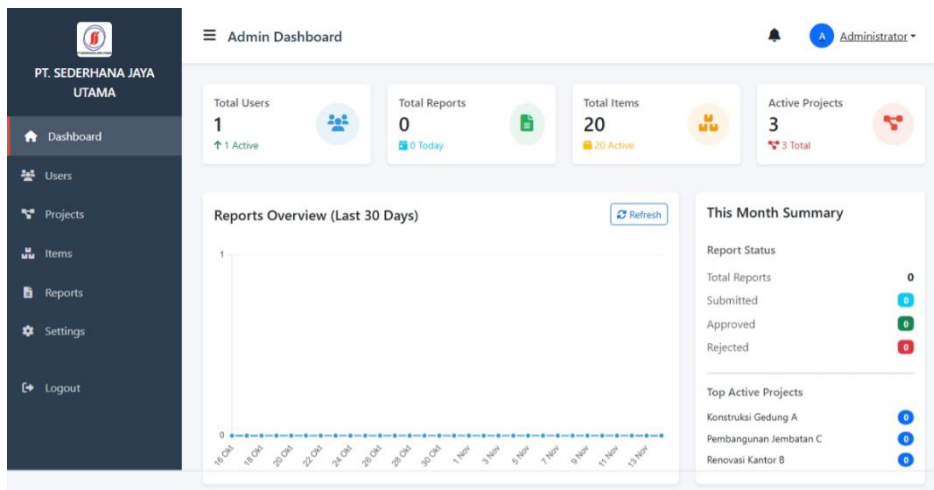 PT. SEDERHANA JAYA
UTAMA
Dashboard
Users
Projects
Items
Reports
Settings
Logout
Admin Dashboard
A
Administrator
Total Users
1
1 Active
Total Reports
0
0 Today
Total Items
20
20 Active
Active Projects
3
3 Total
Reports Overview (Last 30 Days)
Refresh
1
0
16 Okt
18 Okt
20 Okt
22 Okt
24 Okt
26 Okt
28 Okt
30 Okt
1 Nov
3 Nov
5 Nov
7 Nov
9 Nov
11 Nov
13 Nov
This Month Summary
Report Status
Total Reports 0
Submitted 0
Approved 0
Rejected 0
Top Active Projects
Konstruksi Gedung A 0
Pembangunan Jembatan C 0
Renovasi Kantor B 0